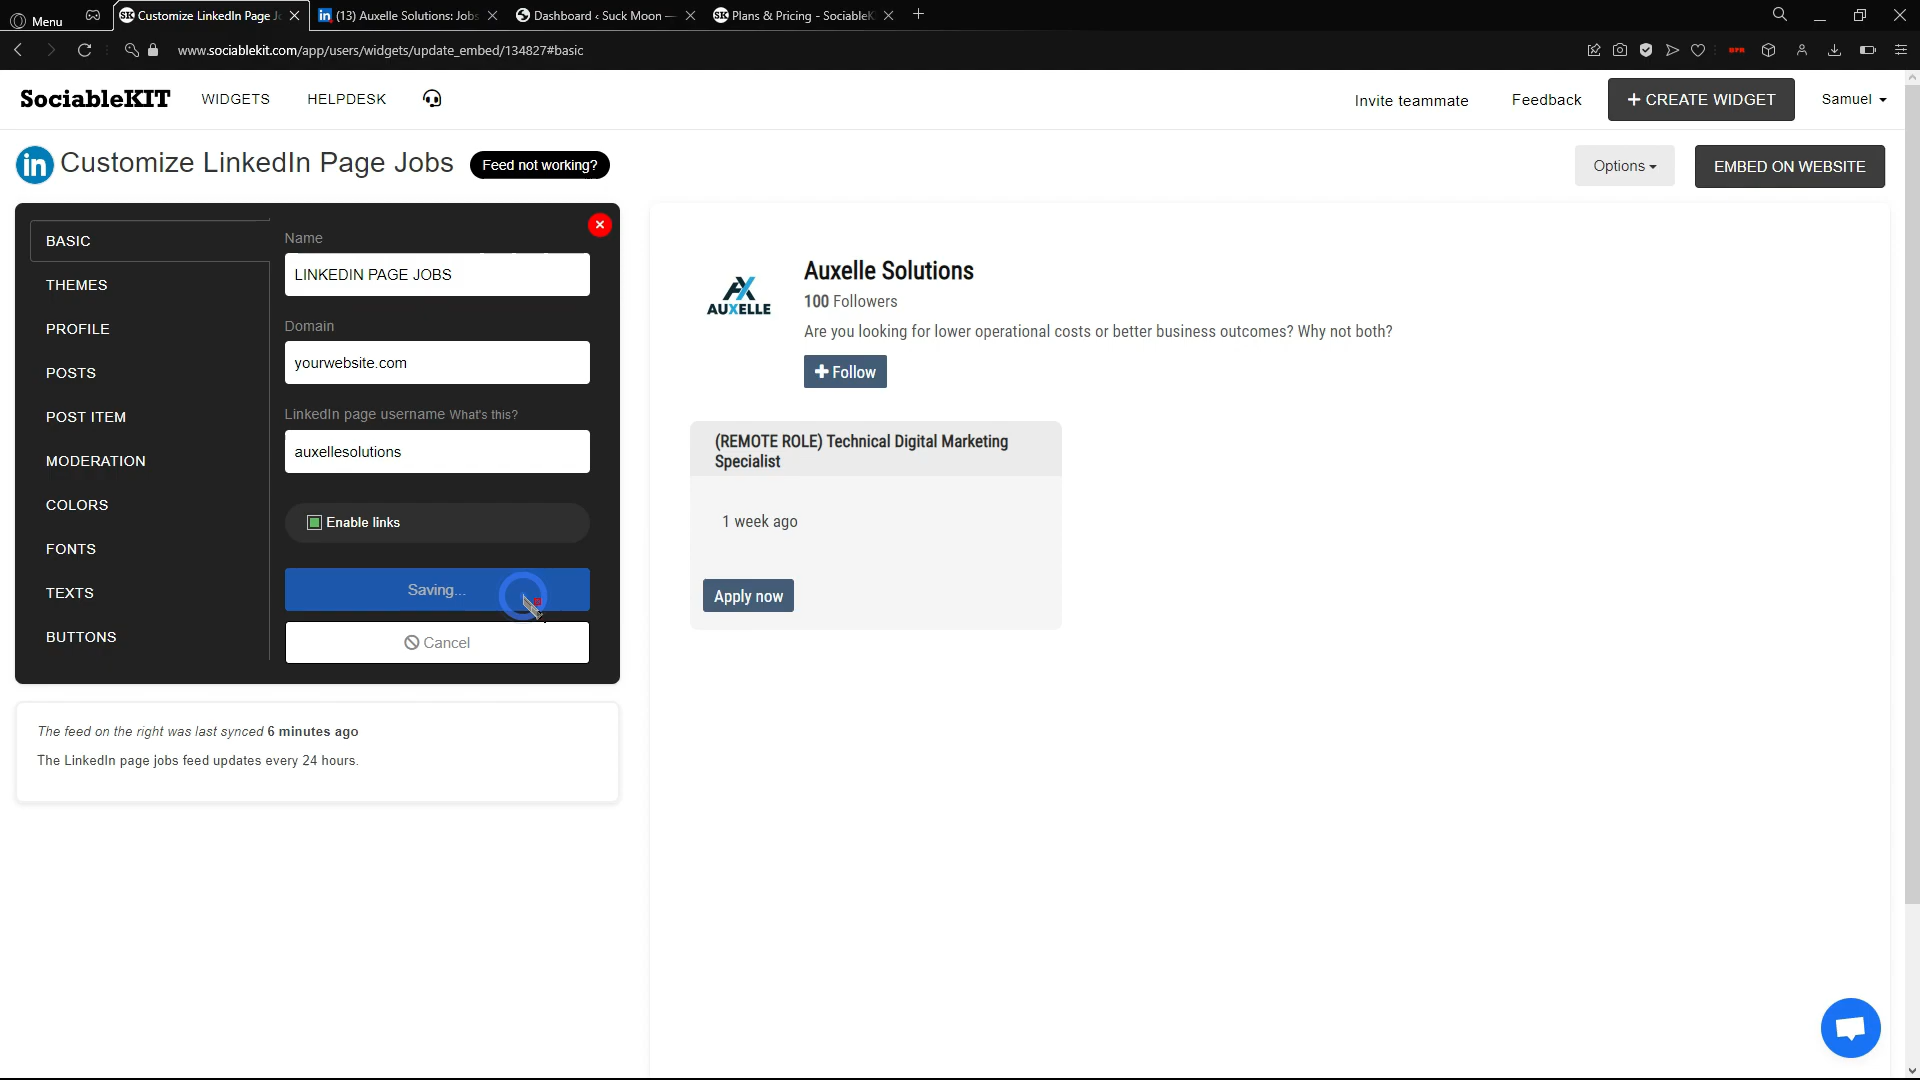 Menu
SK Customize LinkedIn Page J
in (13) Auxelle Solutions: Jobs
Dashboard ‹ Suck Moon —
SK Plans & Pricing - SociableK
www.sociablekit.com/app/users/widgets/update_embed/134827#basic
SociableKIT
WIDGETS
HELPDESK
Invite teammate
Feedback
+ CREATE WIDGET
Samuel
in Customize LinkedIn Page Jobs
Feed not working?
Options
EMBED ON WEBSITE
BASIC
THEMES
PROFILE
POSTS
POST ITEM
MODERATION
COLORS
FONTS
TEXTS
BUTTONS
Name
LINKEDIN PAGE JOBS
Domain
yourwebsite.com
LinkedIn page username What's this?
auxellesolutions
Enable links
Saving...
Cancel
The feed on the right was last synced 6 minutes ago
The LinkedIn page jobs feed updates every 24 hours.
AUXELLE
Auxelle Solutions
100 Followers
Are you looking for lower operational costs or better business outcomes? Why not both?
+ Follow
(REMOTE ROLE) Technical Digital Marketing
Specialist
1 week ago
Apply now